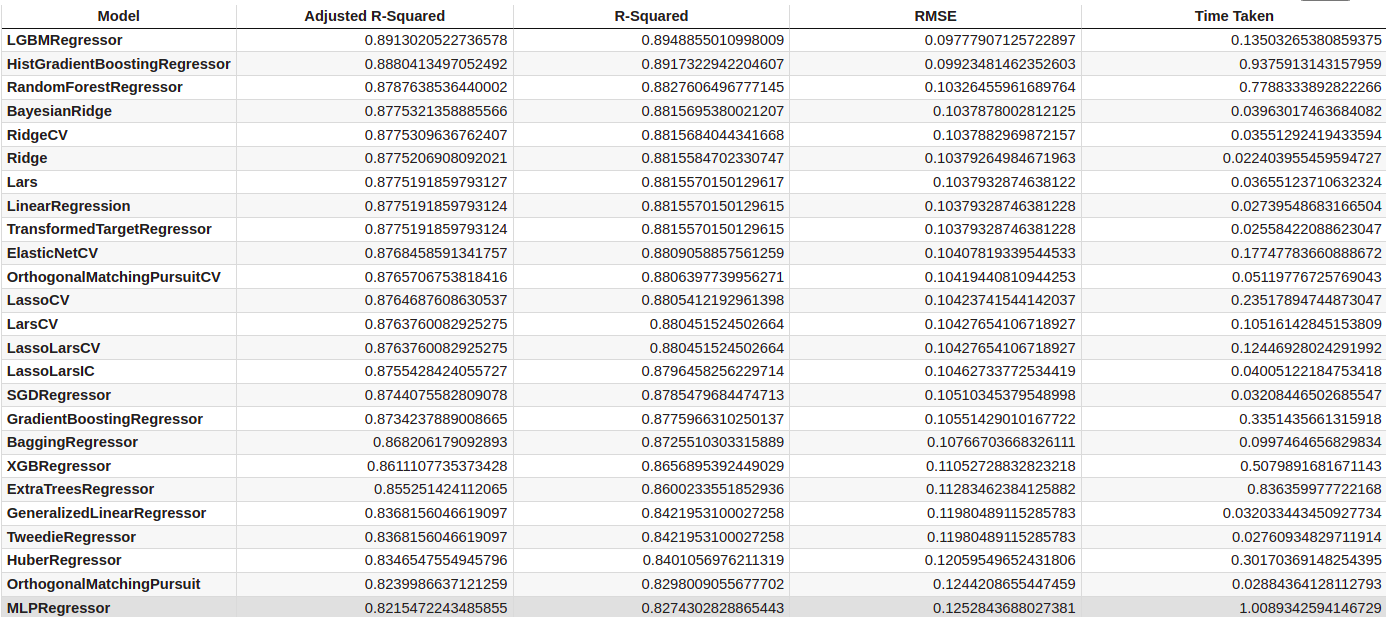 Model Adjusted R-Squared R-Squared RMSE Time Taken
LGBMRegressor 0.8913020522736578 0.8948855010998009 0.09777907125722897 0.13503265380859375
HistGradientBoostingRegressor 0.8880413497052492 0.8917322942204607 0.09923481462352603 0.9375913143157959
RandomForestRegressor 0.8787638536440002 0.8827606496777145 0.10326455961689764 0.7788333892822266
BayesianRidge 0.8775321358885566 0.8815695380021207 0.1037878002812125 0.03963017463684082
RidgeCV 0.8775309636762407 0.8815684044341668 0.1037882969872157 0.03551292419433594
Ridge 0.8775206908092021 0.8815584702330747 0.10379264984671963 0.022403955459594727
Lars 0.8775191859793127 0.8815570150129617 0.1037932874638122 0.03655123710632324
LinearRegression 0.8775191859793124 0.8815570150129615 0.10379328746381228 0.02739548683166504
TransformedTargetRegressor 0.8775191859793124 0.8815570150129615 0.10379328746381228 0.02558422088623047
ElasticNetCV 0.8768458591341757 0.8809058857561259 0.10407819339544533 0.17747783660888672
OrthogonalMatchingPursuitCV 0.8765706753818416 0.8806397739956271 0.10419440810944253 0.05119776725769043
LassoCV 0.8764687608630537 0.8805412192961398 0.10423741544142037 0.23517894744873047
LarsCV 0.8763760082925275 0.880451524502664 0.10427654106718927 0.10516142845153809
LassoLarsCV 0.8763760082925275 0.880451524502664 0.10427654106718927 0.12446928024291992
LassoLarsIC 0.8755428424055727 0.8796458256229714 0.10462733772534419 0.04005122184753418
SGDRegressor 0.8744075582809078 0.8785479684474713 0.10510345379548998 0.03208446502685547
GradientBoostingRegressor 0.8734237889008665 0.8775966310250137 0.10551429010167722 0.3351435661315918
BaggingRegressor 0.868206179092893 0.8725510303315889 0.10766703668326111 0.0997464656829834
XGBRegressor 0.8611107735373428 0.8656895392449029 0.11052728832823218 0.5079891681671143
ExtraTreesRegressor 0.855251424112065 0.8600233551852936 0.11283462384125882 0.836359977722168
GeneralizedLinearRegressor 0.8368156046619097 0.8421953100027258 0.11980489115285783 0.032033443450927734
TweedieRegressor 0.8368156046619097 0.8421953100027258 0.11980489115285783 0.02760934829711914
HuberRegressor 0.8346547554945796 0.8401056976211319 0.12059549652431806 0.30170369148254395
OrthogonalMatchingPursuit 0.8239986637121259 0.8298009055677702 0.1244208655447459 0.02884364128112793
MLPRegressor 0.8215472243485855 0.8274302828865443 0.1252843688027381 1.0089342594146729